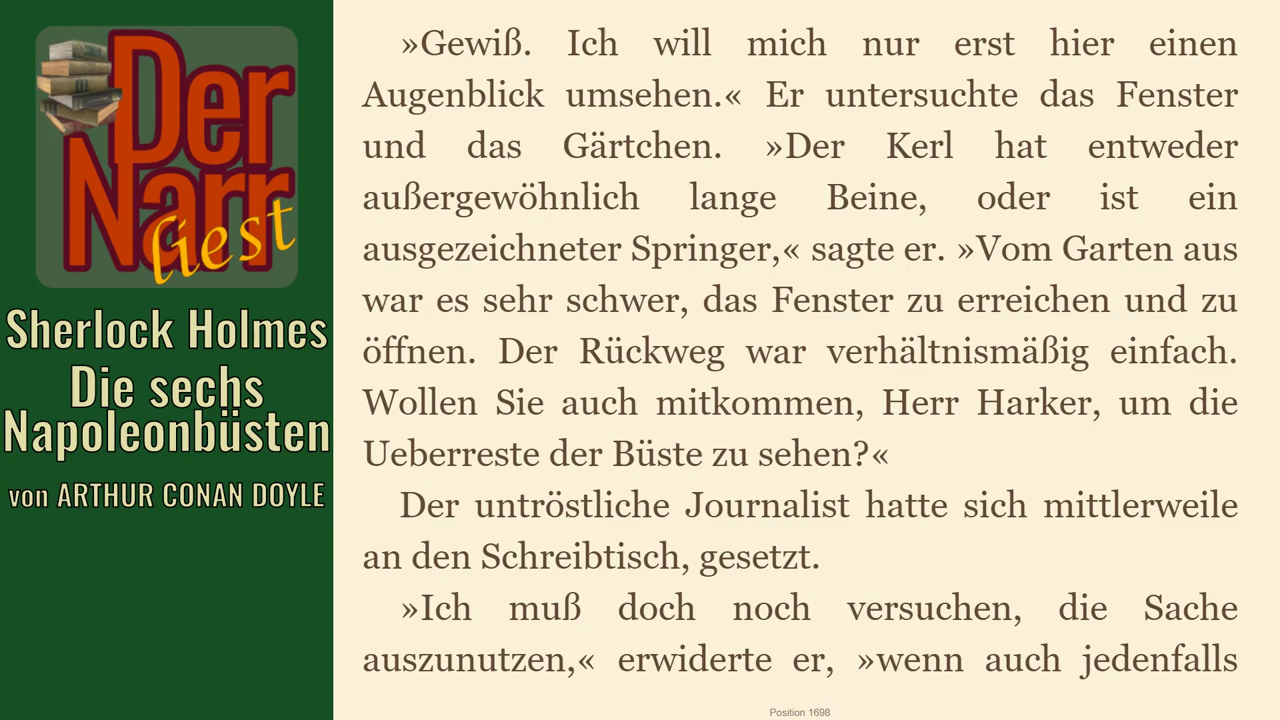 Der
Narr
liest
Sherlock Holmes
Die sechs
Napoleonbüsten
von ARTHUR CONAN DOYLE
»Gewiß. Ich will mich nur erst hier einen
Augenblick umsehen.« Er untersuchte das Fenster
und das Gärtchen. »Der Kerl hat entweder
außergewöhnlich lange Beine, oder ist ein
ausgezeichneter Springer,« sagte er. »Vom Garten aus
war es sehr schwer, das Fenster zu erreichen und zu
öffnen. Der Rückweg war verhältnismäßig einfach.
Wollen Sie auch mitkommen, Herr Harker, um die
Ueberreste der Büste zu sehen?«
Der untröstliche Journalist hatte sich mittlerweile
an den Schreibtisch, gesetzt.
»Ich muß doch noch versuchen, die Sache
auszunutzen,« erwiderte er, »wenn auch jedenfalls
Position 1698